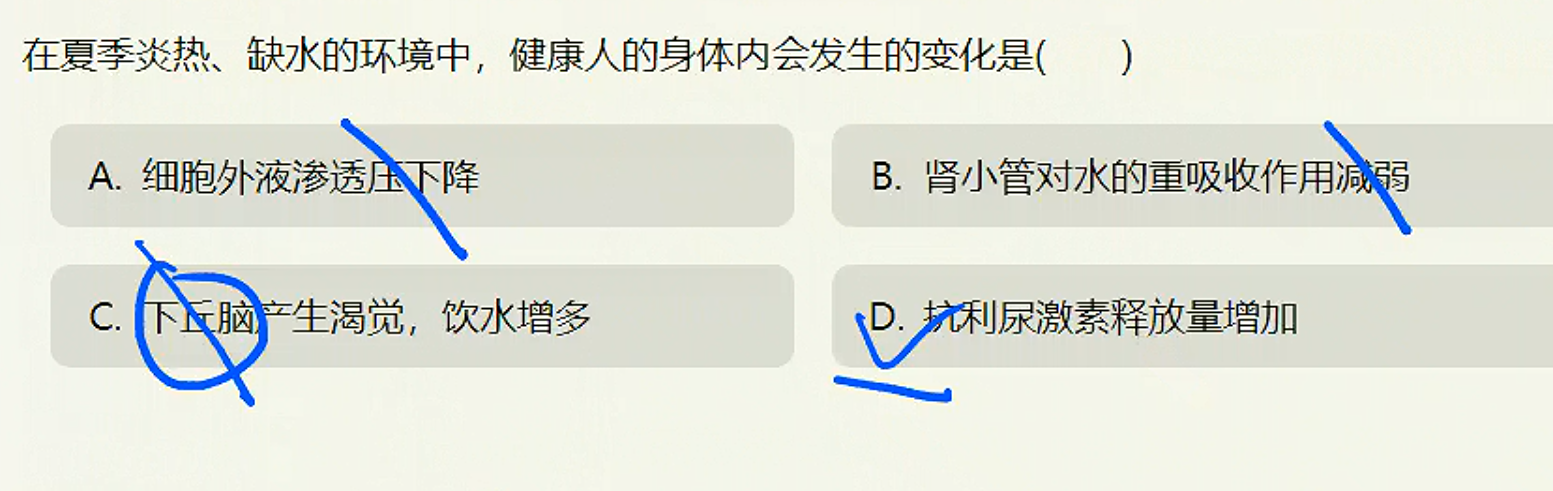 在夏季炎热、缺水的环境中，健康人的身体内会发生的变化是(　　)
A. 细胞外液渗透压下降
B. 肾小管对水的重吸收作用减弱
C. 下丘脑产生渴觉，饮水增多
D. 抗利尿激素释放量增加